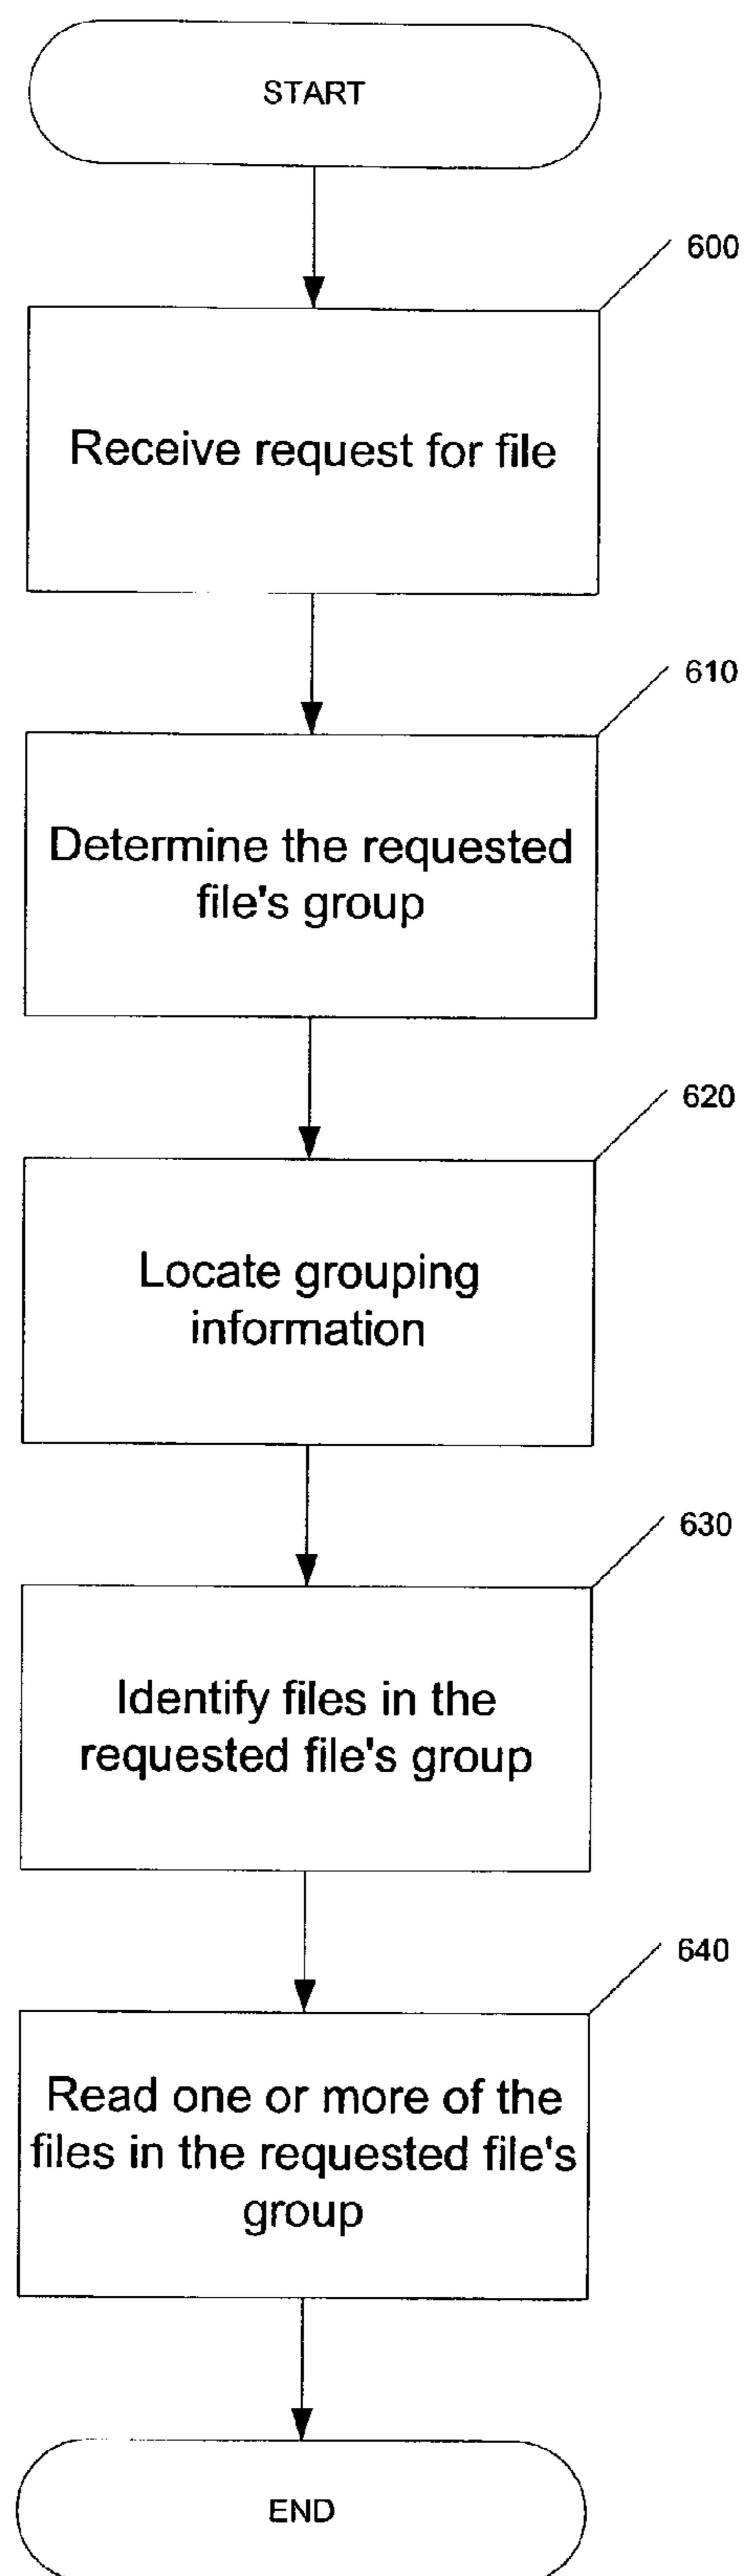 START
600
Receive request for file
610
Determine the requested
file's group
620
Locate grouping
information
630
Identify files in the
requested file's group
640
Read one or more of the
files in the requested file's
group
END